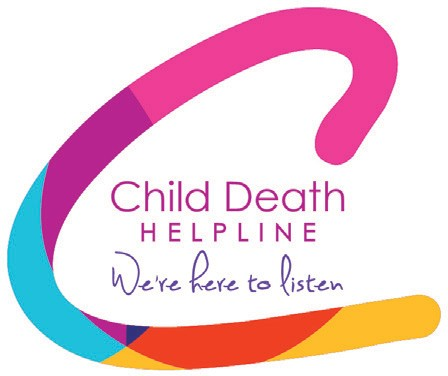 Child Death
HELPLINE
We're here to listen